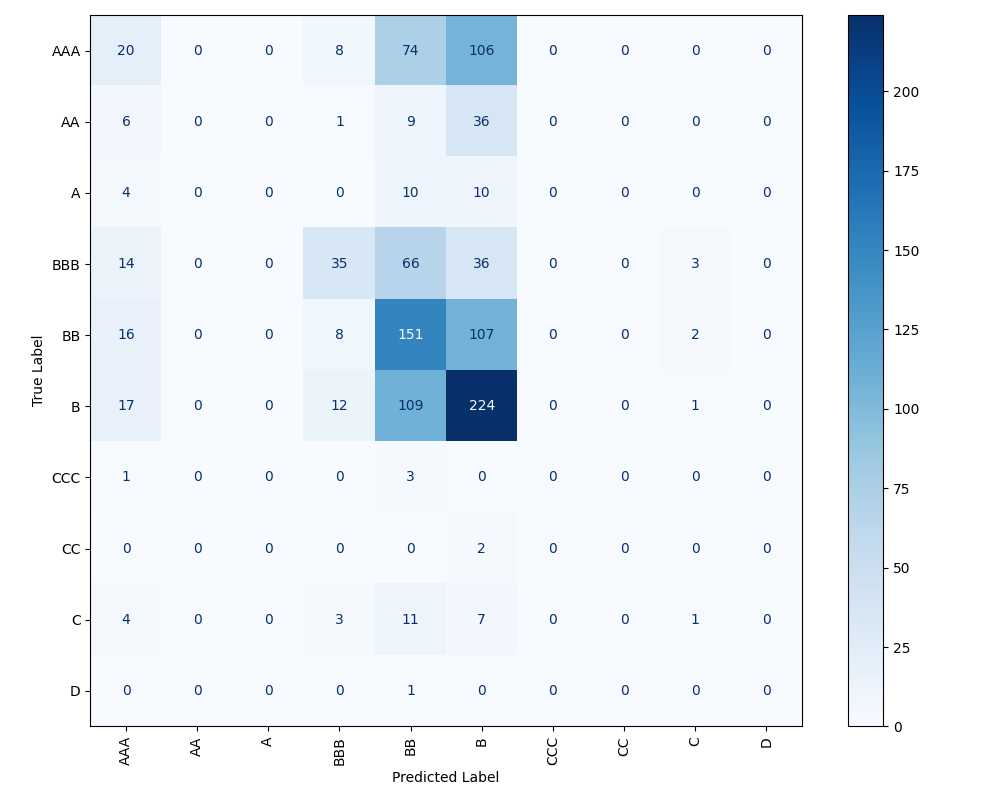 AAA 20 0 0 8 74 106 0 0 0 0
AA 6 0 0 1 9 36 0 0 0 0
A 4 0 0 0 10 10 0 0 0 0
BBB 14 0 0 35 66 36 0 0 3 0
BB 16 0 0 8 151 107 0 0 2 0
B 17 0 0 12 109 224 0 0 1 0
CCC 1 0 0 0 3 0 0 0 0 0
CC 0 0 0 0 0 2 0 0 0 0
C 4 0 0 3 11 7 0 0 1 0
D 0 0 0 0 1 0 0 0 0 0
True Label
AAA AA A BBB BB B CCC CC C D
Predicted Label
200
175
150
125
100
75
50
25
0